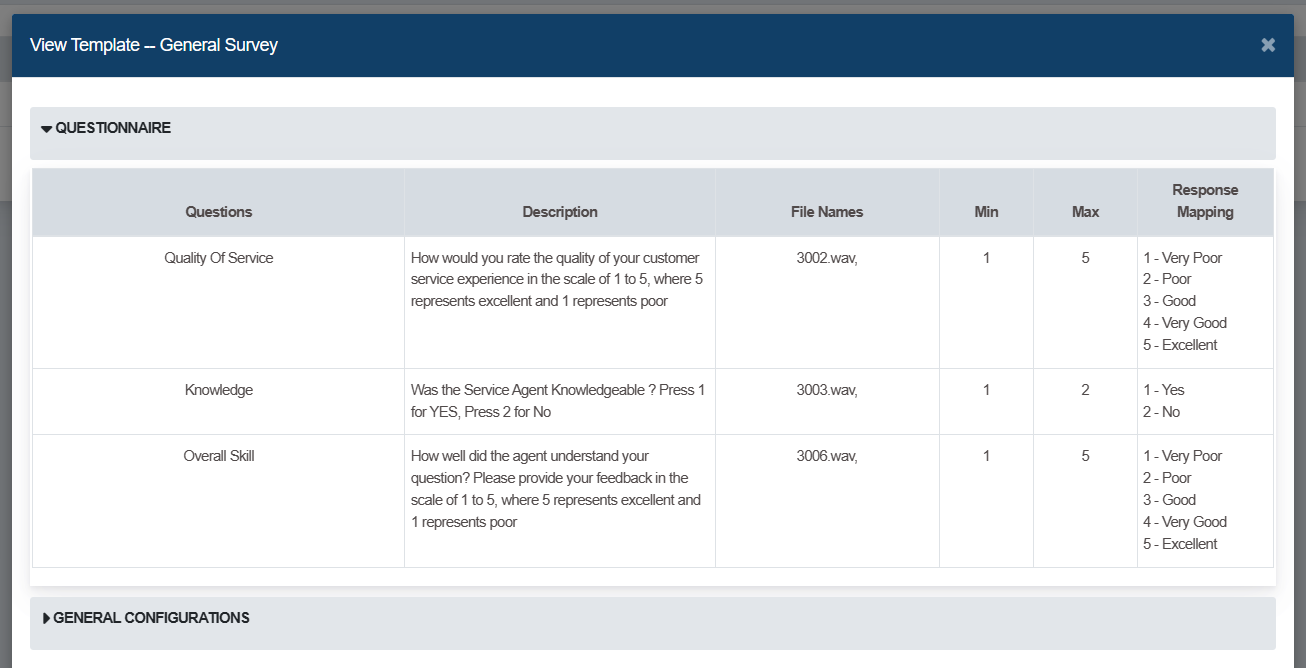 View Template -- General Survey
QUESTIONNAIRE
Questions Description File Names Min Max Response Mapping
Quality Of Service
How would you rate the quality of your customer
service experience in the scale of 1 to 5, where 5
represents excellent and 1 represents poor
3002.wav,
1
5
1 - Very Poor
2 - Poor
3 - Good
4 - Very Good
5 - Excellent
Knowledge
Was the Service Agent Knowledgeable ? Press 1
for YES, Press 2 for No
3003.wav,
1
2
1 - Yes
2 - No
Overall Skill
How well did the agent understand your
question? Please provide your feedback in the
scale of 1 to 5, where 5 represents excellent and
1 represents poor
3006.wav,
1
5
1 - Very Poor
2 - Poor
3 - Good
4 - Very Good
5 - Excellent
GENERAL CONFIGURATIONS